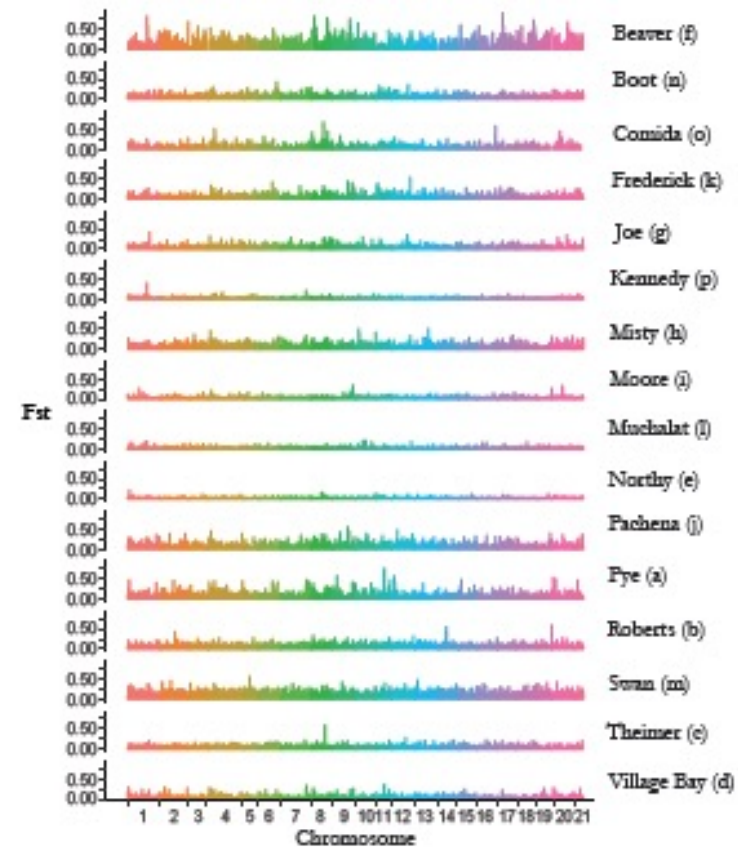 0.50
0.00
Beaver (f)
0.50
0.00
Boot (n)
0.50
0.00
Comida (o)
0.50
0.00
Frederick (k)
0.50
0.00
Joe (g)
0.50
0.00
Kennedy (p)
0.50
0.00
Misty (h)
0.50
0.00
Moore (i)
Fst
0.50
0.00
Muchalat (l)
0.50
0.00
Northy (e)
0.50
0.00
Pachena (j)
0.50
0.00
Pye (a)
0.50
0.00
Roberts (b)
0.50
0.00
Swan (m)
0.50
0.00
Theimer (c)
0.50
0.00
Village Bay (d)
1 2 3 4 5 6 7 8 9 10 11 12 13 14 15 16 17 18 19 20 21
Chromosome